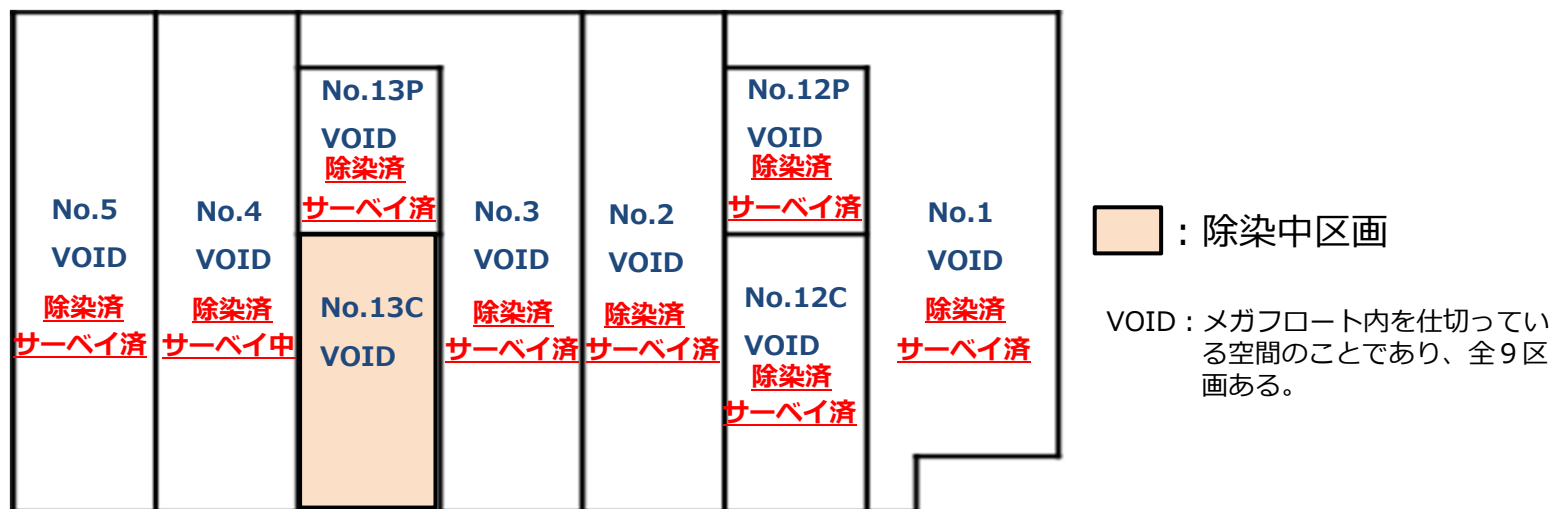 No.5
VOID
除染済
サーベイ済
No.4
VOID
除染済
サーベイ中
No.13P
VOID
除染済
サーベイ済
No.13C
VOID
No.3
VOID
除染済
サーベイ済
No.2
VOID
除染済
サーベイ済
No.12P
VOID
除染済
サーベイ済
No.12C
VOID
除染済
サーベイ済
No.1
VOID
除染済
サーベイ済
：除染中区画
VOID：メガフロート内を仕切ってい
る空間のことであり、全９区
画ある。